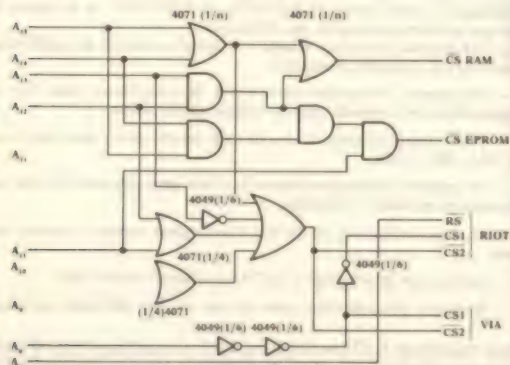 4071 (1/n) 4071 (1/n)
A15
A14
A13
CS RAM
A12
CS EPROM
A11
4049(1/6)
RS
CS1 RIOT
4071(1/4)
CS2
A11
4049(1/6)
A10
(1/4)4071
A9
CS1
VIA
4049(1/6) 4049(1/6)
CS2
A
A